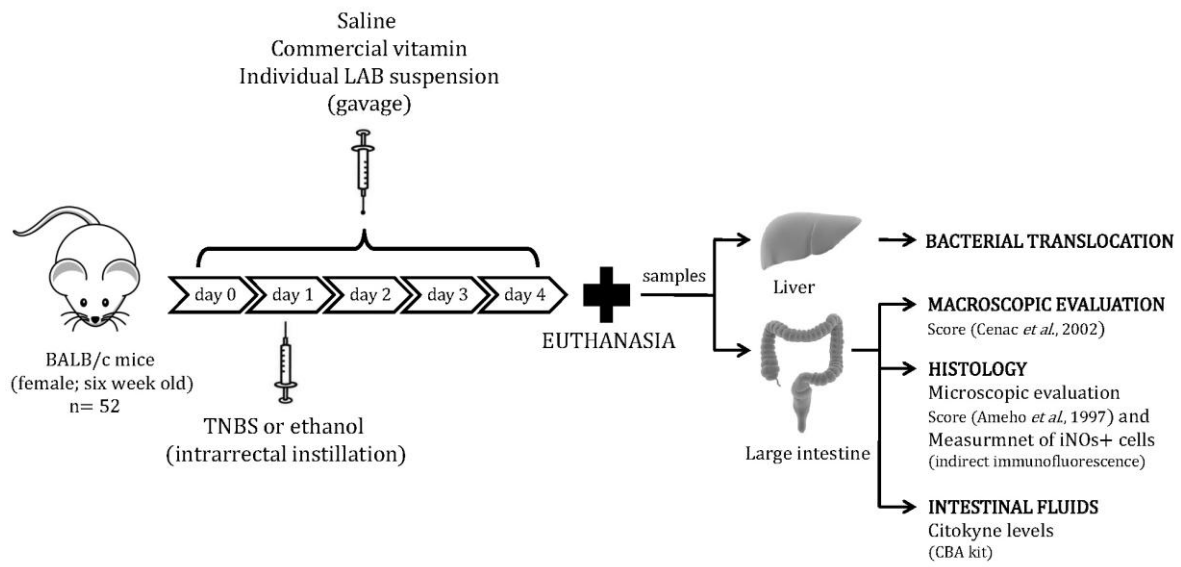 Saline
Commercial vitamin
Individual LAB suspension
(gavage)
day 0
day 1
day 2
day 3
day 4
BALB/c mice
(female; six week old)
n= 52
TNBS or ethanol
(intrarrectal instillation)
EUTHANASIA
samples
Liver
Large intestine
BACTERIAL TRANSLOCATION
MACROSCOPIC EVALUATION
Score (Cenac et al., 2002)
HISTOLOGY
Microscopic evaluation
Score (Ameho et al., 1997) and
Measurmnet of iNOs+ cells
(indirect immunofluorescence)
INTESTINAL FLUIDS
Citokyne levels
(CBA kit)